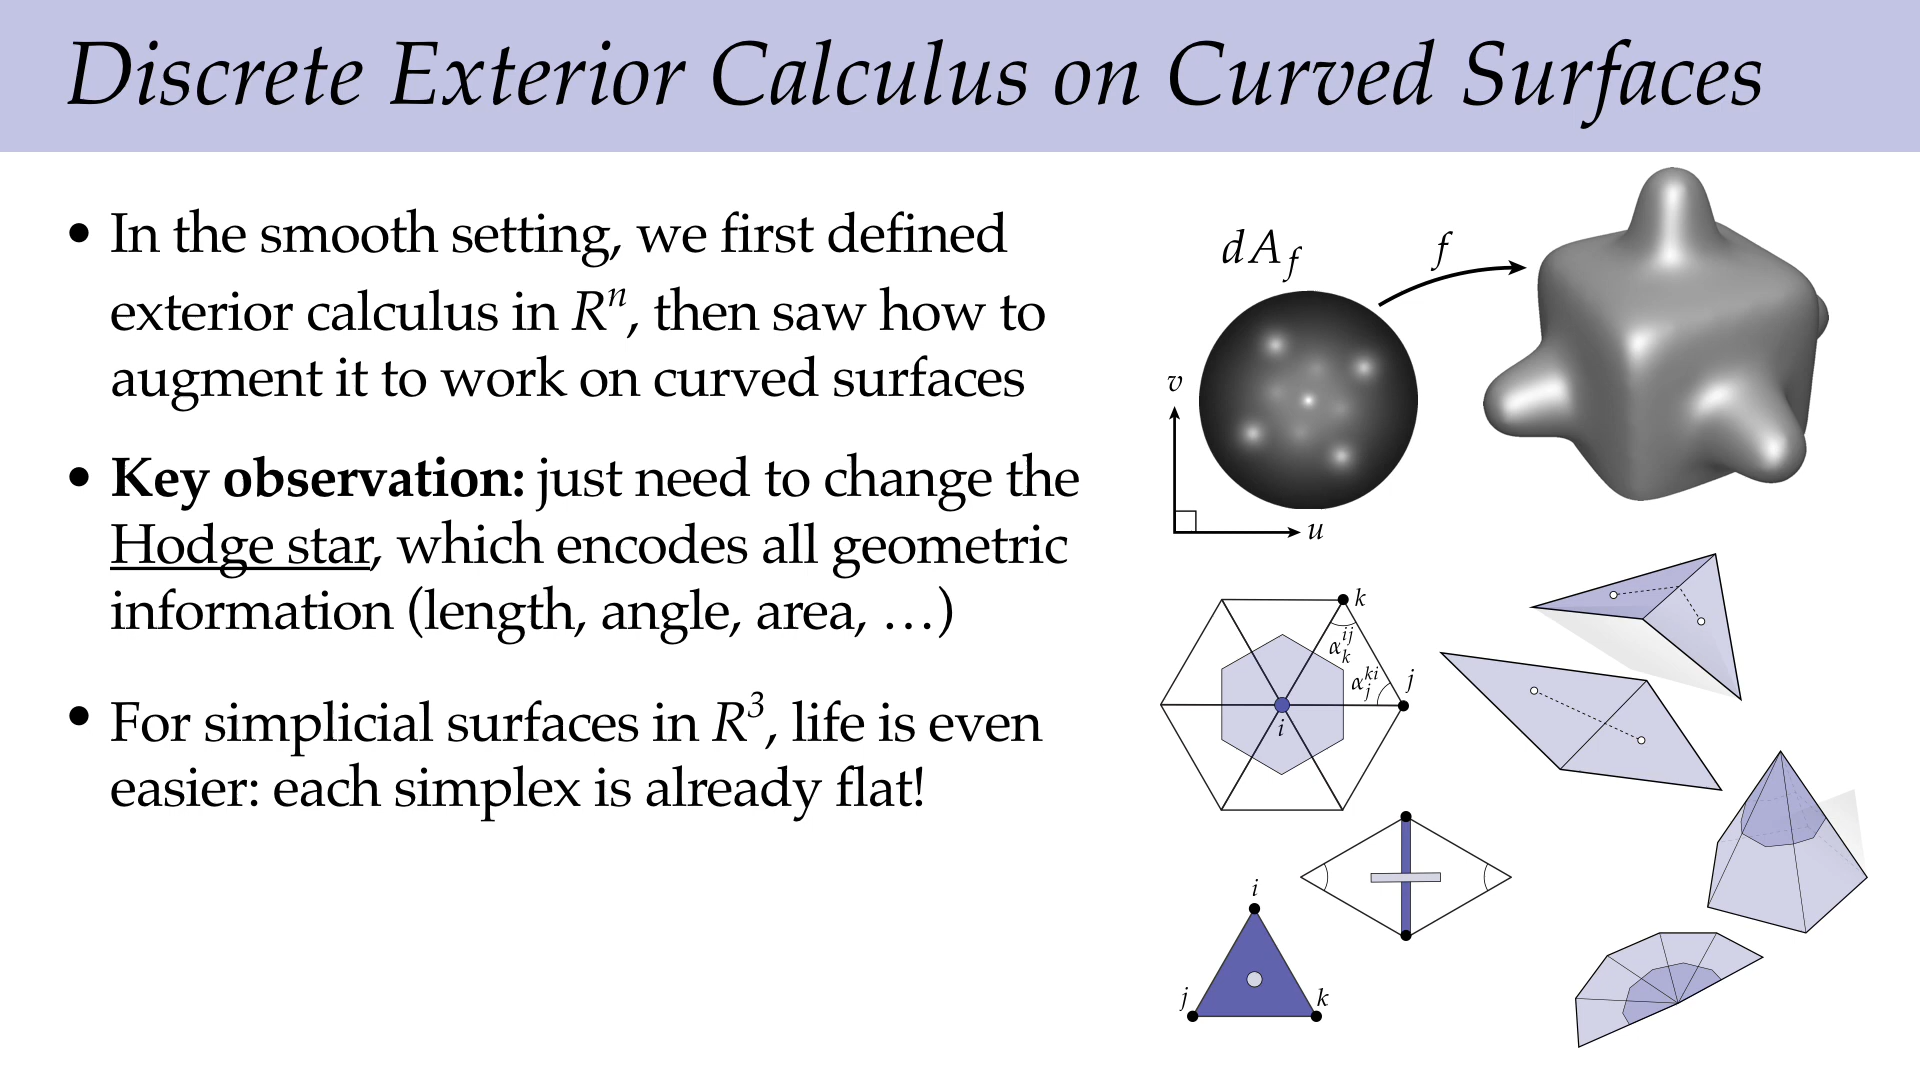 Discrete Exterior Calculus on Curved Surfaces
• In the smooth setting, we first defined
exterior calculus in Rⁿ, then saw how to
augment it to work on curved surfaces
• Key observation: just need to change the
Hodge star, which encodes all geometric
information (length, angle, area, …)
• For simplicial surfaces in R³, life is even
easier: each simplex is already flat!
dA_f
f
v
u
k
α_k^{ij}
α_j^{ki}
j
i
i
j
k